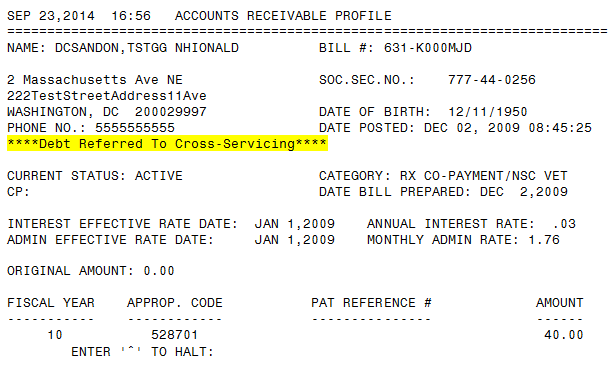 SEP 23,2014  16:56   ACCOUNTS RECEIVABLE PROFILE
===========================================================================
NAME: DCSANDON,TSTGG NHIONALD          BILL #: 631-K000MJD
2 Massachusetts Ave NE                 SOC.SEC.NO.:    777-44-0256
222TestStreetAddress11Ave
WASHINGTON, DC  200029997              DATE OF BIRTH:  12/11/1950
PHONE NO.: 5555555555                  DATE POSTED: DEC 02, 2009 08:45:25
****Debt Referred To Cross-Servicing****
CURRENT STATUS: ACTIVE                 CATEGORY: RX CO-PAYMENT/NSC VET
CP:                                    DATE BILL PREPARED: DEC  2,2009
INTEREST EFFECTIVE RATE DATE:  JAN 1,2009    ANNUAL INTEREST RATE:  .03
ADMIN EFFECTIVE RATE DATE:     JAN 1,2009    MONTHLY ADMIN RATE: 1.76
ORIGINAL AMOUNT: 0.00
FISCAL YEAR    APPROP. CODE           PAT REFERENCE #             AMOUNT
-----------    ------------           ---------------             ------
     10           528701                                           40.00
        ENTER '^' TO HALT: